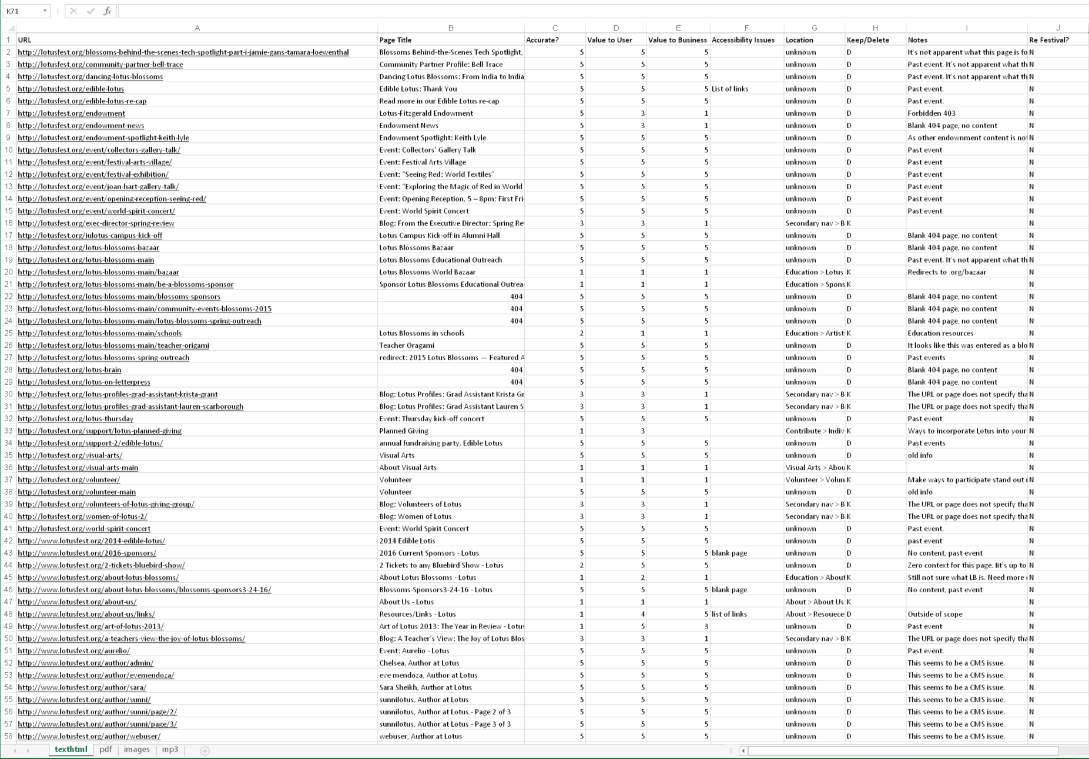 K71 fx
A B C D E F G H I J
1 URL Page Title Accurate? Value to User Value to Business Accessibility Issues Location Keep/Delete Notes Re Festival?
2 http://lotusfest.org/blossoms-behind-the-scenes-tech-spotlight-part-i-jamie-gans-tamara-loewenthal Blossoms Behind-the-Scenes Tech Spotlight, 5 5 5 unknown D It's not apparent what this page is fo N
3 http://lotusfest.org/community-partner-bell-trace Community Partner Profile: Bell Trace 5 5 5 unknown D Past event. It's not apparent what th N
4 http://lotusfest.org/dancing-lotus-blossoms Dancing Lotus Blossoms: From India to India 5 5 5 unknown D Past event. It's not apparent what th N
5 http://lotusfest.org/edible-lotus Edible Lotus: Thank You 5 5 5 List of links unknown D Past event. N
6 http://lotusfest.org/edible-lotus-re-cap Read more in our Edible Lotus re-cap 5 5 5 unknown D Past event. N
7 http://lotusfest.org/endowment Lotus-Fitzgerald Endowment 5 3 1 unknown D Forbidden 403 N
8 http://lotusfest.org/endowment-news Endowment News 5 3 1 unknown D Blank 404 page, no content N
9 http://lotusfest.org/endowment-spotlight-keith-lyle Endowment Spotlight: Keith Lyle 5 5 5 unknown D As other endownment content is not N
10 http://lotusfest.org/event/collectors-gallery-talk/ Event: Collectors' Gallery Talk 5 5 5 unknown D Past event N
11 http://lotusfest.org/event/festival-arts-village/ Event: Festival Arts Village 5 5 5 unknown D Past event N
12 http://lotusfest.org/event/festival-exhibition/ Event: "Seeing Red: World Textiles" 5 5 5 unknown D Past event N
13 http://lotusfest.org/event/joan-hart-gallery-talk/ Event: "Exploring the Magic of Red in World 5 5 5 unknown D Past event N
14 http://lotusfest.org/event/opening-reception-seeing-red/ Event: Opening Reception, 5 – 8pm: First Fri 5 5 5 unknown D Past event N
15 http://lotusfest.org/event/world-spirit-concert/ Event: World Spirit Concert 5 5 5 unknown D Past event N
16 http://lotusfest.org/exec-director-spring-review Blog: From the Executive Director: Spring Re 3 3 1 Secondary nav > B K N
17 http://lotusfest.org/iulotus-campus-kick-off Lotus Campus Kick-off in Alumni Hall 5 5 5 unknown D Blank 404 page, no content N
18 http://lotusfest.org/lotus-blossoms-bazaar Lotus Blossoms Bazaar 5 5 5 unknown D Blank 404 page, no content N
19 http://lotusfest.org/lotus-blossoms-main Lotus Blossoms Educational Outreach 5 5 5 unknown D Past event. It's not apparent what th N
20 http://lotusfest.org/lotus-blossoms-main/bazaar Lotus Blossoms World Bazaar 1 1 1 Education > Lotus K Redirects to .org/bazaar N
21 http://lotusfest.org/lotus-blossoms-main/be-a-blossoms-sponsor Sponsor Lotus Blossoms Educational Outrea 1 1 1 Education > Spons K N
22 http://lotusfest.org/lotus-blossoms-main/blossoms-sponsors 404 5 5 5 unknown D Blank 404 page, no content N
23 http://lotusfest.org/lotus-blossoms-main/community-events-blossoms-2015 404 5 5 5 unknown D Blank 404 page, no content N
24 http://lotusfest.org/lotus-blossoms-main/lotus-blossoms-spring-outreach 404 5 5 5 unknown D Blank 404 page, no content N
25 http://lotusfest.org/lotus-blossoms-main/schools Lotus Blossoms in schools 2 1 1 Education > Artist K Education resources N
26 http://lotusfest.org/lotus-blossoms-main/teacher-origami Teacher Oragami 5 5 5 unknown D It looks like this was entered as a blo N
27 http://lotusfest.org/lotus-blossoms-spring-outreach redirect: 2015 Lotus Blossoms — Featured A 5 5 5 unknown D Past events N
28 http://lotusfest.org/lotus-brain 404 5 5 5 unknown D Blank 404 page, no content N
29 http://lotusfest.org/lotus-on-letterpress 404 5 5 5 unknown D Blank 404 page, no content N
30 http://lotusfest.org/lotus-profiles-grad-assistant-krista-grant Blog: Lotus Profiles: Grad Assistant Krista Gr 3 3 1 Secondary nav > B K The URL or page does not specify tha N
31 http://lotusfest.org/lotus-profiles-grad-assistant-lauren-scarborough Blog: Lotus Profiles: Grad Assistant Lauren S 3 3 1 Secondary nav > B K The URL or page does not specify tha N
32 http://lotusfest.org/lotus-thursday Event: Thursday kick-off concert 5 5 5 unknown D Past event N
33 http://lotusfest.org/support/lotus-planned-giving Planned Giving 1 3 Contribute > Indiv K Ways to incorporate Lotus into your N
34 http://lotusfest.org/support-2/edible-lotus/ annual fundraising party, Edible Lotus 5 5 5 unknown D Past events N
35 http://lotusfest.org/visual-arts/ Visual Arts 5 5 5 unknown D old info N
36 http://lotusfest.org/visual-arts-main About Visual Arts 1 1 1 Visual Arts > Abou K N
37 http://lotusfest.org/volunteer/ Volunteer 1 1 1 Volunteer > Volun K Make ways to participate stand out N
38 http://lotusfest.org/volunteer-main Volunteer 5 5 5 unknown D old info N
39 http://lotusfest.org/volunteers-of-lotus-giving-group/ Blog: Volunteers of Lotus 3 3 1 Secondary nav > B K The URL or page does not specify tha N
40 http://lotusfest.org/women-of-lotus-2/ Blog: Women of Lotus 3 3 1 Secondary nav > B K The URL or page does not specify tha N
41 http://lotusfest.org/world-spirit-concert Event: World Spirit Concert 5 5 5 unknown D Past event. N
42 http://www.lotusfest.org/2014-edible-lotus/ 2014 Edible Lotis 5 5 5 unknown D past event N
43 http://www.lotusfest.org/2016-sponsors/ 2016 Current Sponsors - Lotus 5 5 5 blank page unknown D No content, past event N
44 http://www.lotusfest.org/2-tickets-to-any-bluebird-show/ 2 Tickets to any Bluebird Show - Lotus 2 5 5 unknown D Zero context for this page. Iit's up to N
45 http://www.lotusfest.org/about-lotus-blossoms/ About Lotus Blossoms - Lotus 1 2 1 Education > About K Still not sure what LB is. Need more N
46 http://www.lotusfest.org/about-lotus-blossoms/blossoms-sponsors3-24-16/ Blossoms-Sponsors3-24-16 - Lotus 5 5 5 blank page unknown D No content, past event N
47 http://www.lotusfest.org/about-us/ About Us - Lotus 1 1 1 About > About Us K N
48 http://www.lotusfest.org/about-us/links/ Resources/Links - Lotus 1 4 5 list of links About > Resouece D Outside of scope N
49 http://www.lotusfest.org/art-of-lotus-2013/ Art of Lotus 2013: The Year in Review - Lotus 1 5 3 unknown D Past event N
50 http://www.lotusfest.org/a-teachers-view-the-joy-of-lotus-blossoms/ Blog: A Teacher's View: The Joy of Lotus Blos 3 3 1 Secondary nav > B K The URL or page does not specify tha N
51 http://www.lotusfest.org/aurelio/ Event: Aurelio - Lotus 5 5 5 unknown D Past event. N
52 http://www.lotusfest.org/author/admin/ Chelsea, Author at Lotus 5 5 5 unknown D This seems to be a CMS issue. N
53 http://www.lotusfest.org/author/evemendoza/ eve mendoza, Author at Lotus 5 5 5 unknown D This seems to be a CMS issue. N
54 http://www.lotusfest.org/author/sara/ Sara Sheikh, Author at Lotus 5 5 5 unknown D This seems to be a CMS issue. N
55 http://www.lotusfest.org/author/sunni/ sunnilotus, Author at Lotus 5 5 5 unknown D This seems to be a CMS issue. N
56 http://www.lotusfest.org/author/sunni/page/2/ sunnilotus, Author at Lotus - Page 2 of 3 5 5 5 unknown D This seems to be a CMS issue. N
57 http://www.lotusfest.org/author/sunni/page/3/ sunnilotus, Author at Lotus - Page 3 of 3 5 5 5 unknown D This seems to be a CMS issue. N
58 http://www.lotusfest.org/author/webuser/ webuser, Author at Lotus 5 5 5 unknown D This seems to be a CMS issue. N
texthtml pdf images mp3